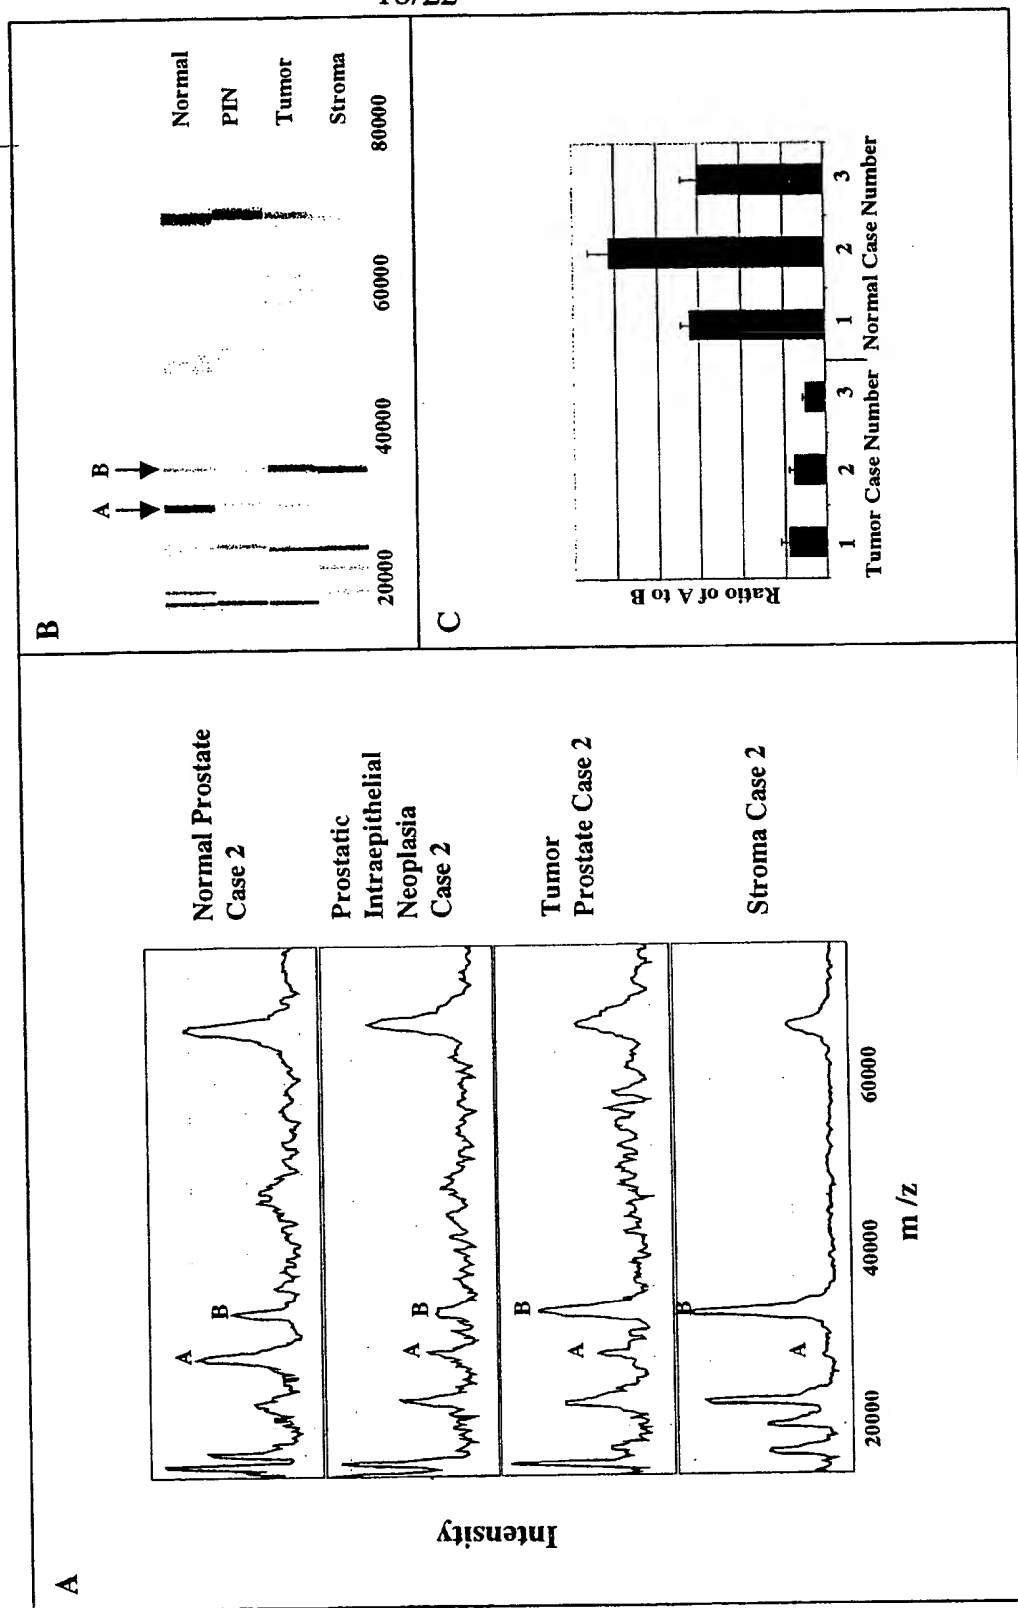 A
Intensity
Normal Prostate
Case 2
A
B
Prostatic
Intraepithelial
Neoplasia
Case 2
A
B
Tumor
Prostate Case 2
A
B
Stroma Case 2
A
B
20000
40000
60000
m /z
B
A
B
Normal
PIN
Tumor
Stroma
20000
40000
60000
80000
C
Ratio of A to B
1
2
3
1
2
3
Tumor Case Number
Normal Case Number